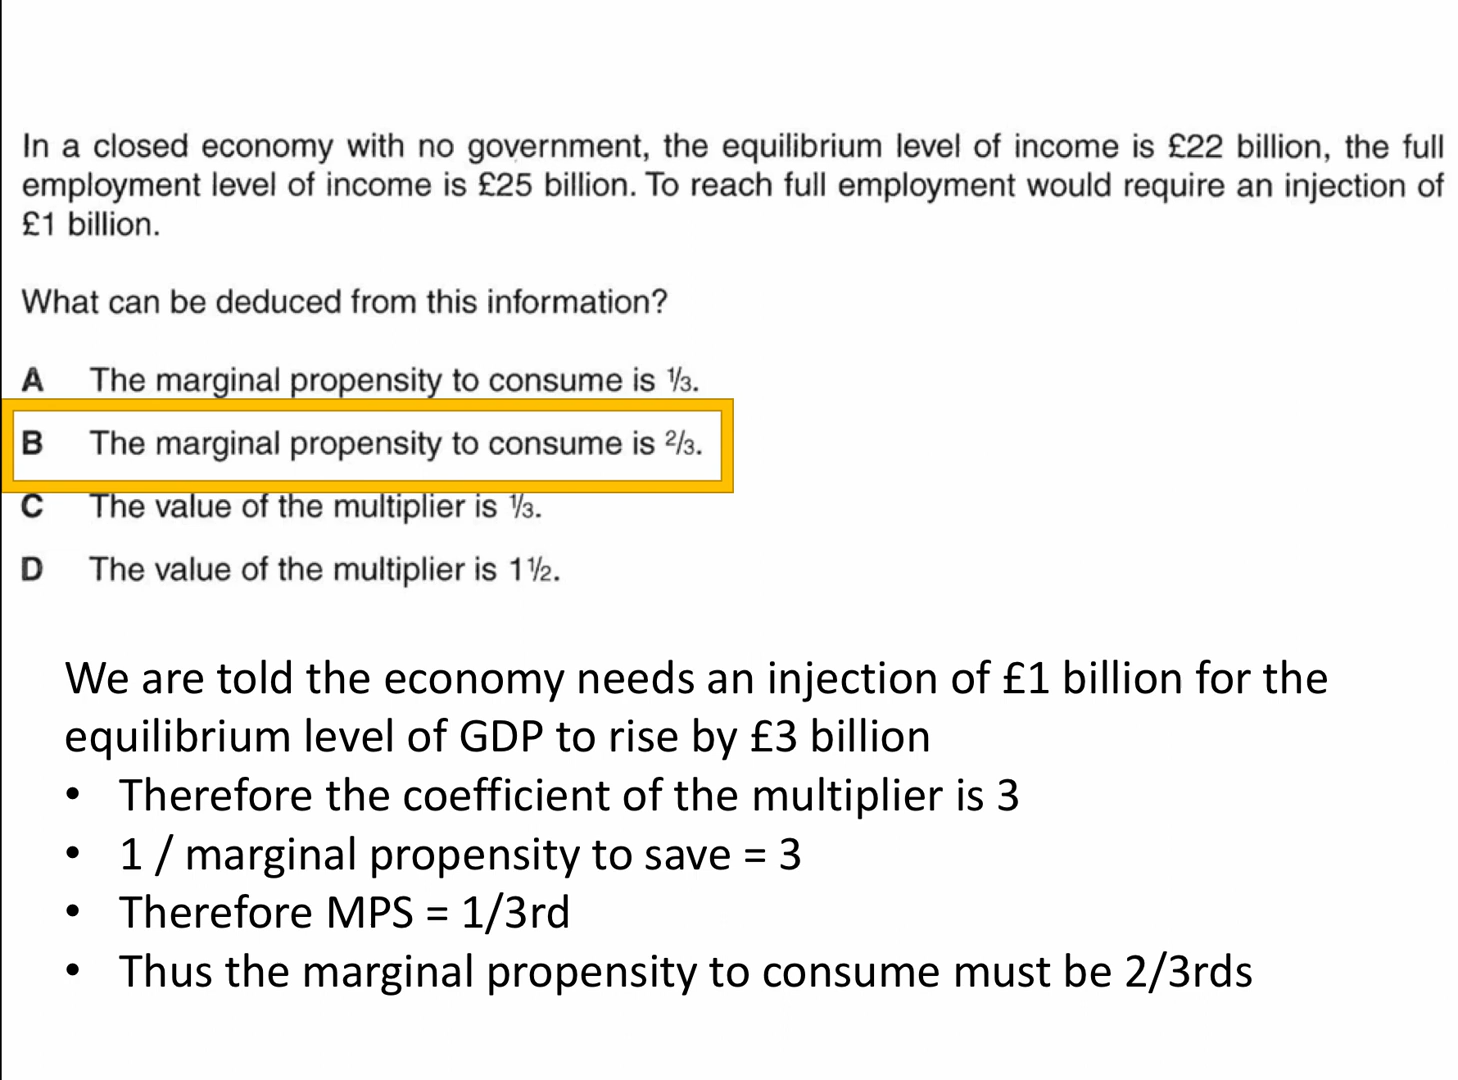 In a closed economy with no government, the equilibrium level of income is £22 billion, the full
employment level of income is £25 billion. To reach full employment would require an injection of
£1 billion.
What can be deduced from this information?
A The marginal propensity to consume is ⅓.
B The marginal propensity to consume is ⅔.
C The value of the multiplier is ⅓.
D The value of the multiplier is 1½.
We are told the economy needs an injection of £1 billion for the
equilibrium level of GDP to rise by £3 billion
• Therefore the coefficient of the multiplier is 3
• 1 / marginal propensity to save = 3
• Therefore MPS = 1/3rd
• Thus the marginal propensity to consume must be 2/3rds